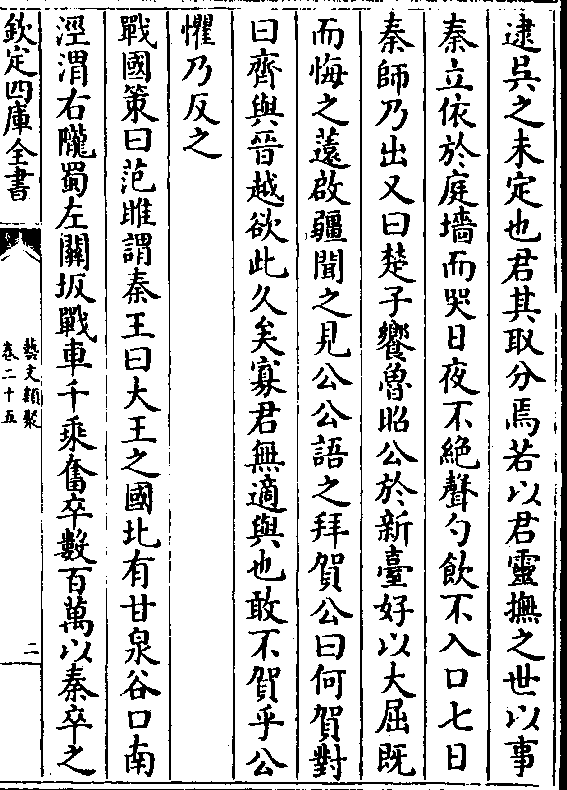 逮吳之未定也君其取分焉若以君靈撫之世以事
秦立依於庭墻而哭日夜不絶聲勺飲不入口七日
秦師乃出又曰楚子饗魯昭公於新臺好以大屈既
而悔之薳啟疆聞之見公公語之拜賀公曰何賀對
曰齊與晉越欲此久矣寡君無適與也敢不賀乎公
懼乃反之
戰國策曰范雎謂秦王曰大王之國北有甘泉谷口南
涇渭右隴蜀左關坂戰車千乘奮卒數百萬以秦卒之
欽定四庫全書
藝文類聚
卷二十五
二